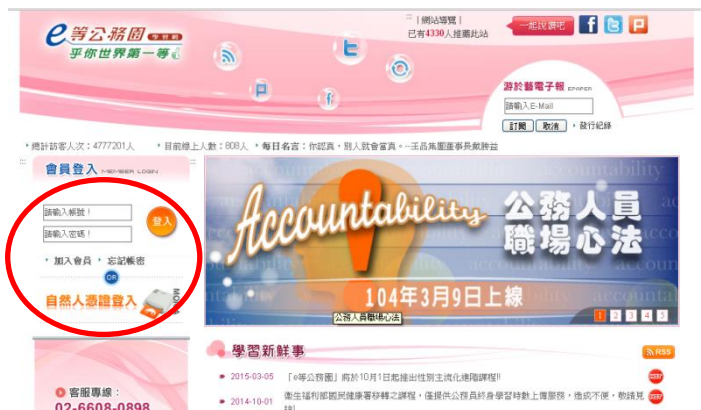 e等公務園 學習網
乎你世界第一等
|網站導覽|
已有4330人推薦此站
一起說讚吧
游於藝電子報 EPAPER
請輸入E-Mail
訂閱 取消 發行紀錄
總計訪客人次：4777201人 目前線上人數：808人 每日名言：你認真，別人就會當真。--王品集團董事長戴勝益
會員登入 MEMBER LOGIN
請輸入帳號！
登入
請輸入密碼！
加入會員 忘記帳密
OR
自然人憑證登入
MOICA
Accountability
公務人員
職場心法
104年3月9日上線
公務人員職場心法
1 2 3 4 5
學習新鮮事
RSS
2015-03-05 「e等公務園」將於10月1日起推出性別主流化進階課程!!
2014-10-01 衛生福利部國民健康署移轉之課程，僅提供公務員終身學習時數上傳服務，造成不便，敬請見
客服專線：
02-6608-0898